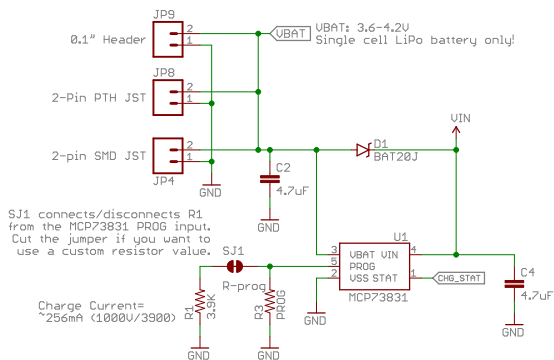 JP9
2
1
0.1" Header
VBAT
VBAT: 3.6-4.2V
Single cell LiPo battery only!
JP8
2
1
2-Pin PTH JST
2
1
2-pin SMD JST
JP4
GND
C2
4.7uF
GND
D1
BAT20J
VIN
SJ1 connects/disconnects R1
from the MCP73831 PROG input.
Cut the jumper if you want to
use a custom resistor value.
SJ1
R-prog
R1
3.9K
R3
PROG
GND
GND
Charge Current=
~256mA (1000V/3900)
U1
3
VBAT
VIN
4
5
PROG
2
VSS
STAT
1
MCP73831
GND
CHG_STAT
C4
4.7uF
GND